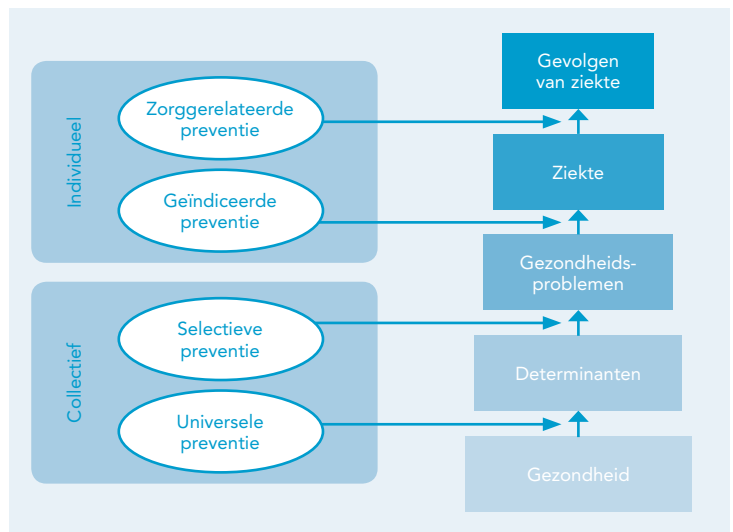 Individueel
Zorggerelateerde
preventie
Geïndiceerde
preventie
Collectief
Selectieve
preventie
Universele
preventie
Gevolgen
van ziekte
Ziekte
Gezondheids-
problemen
Determinanten
Gezondheid